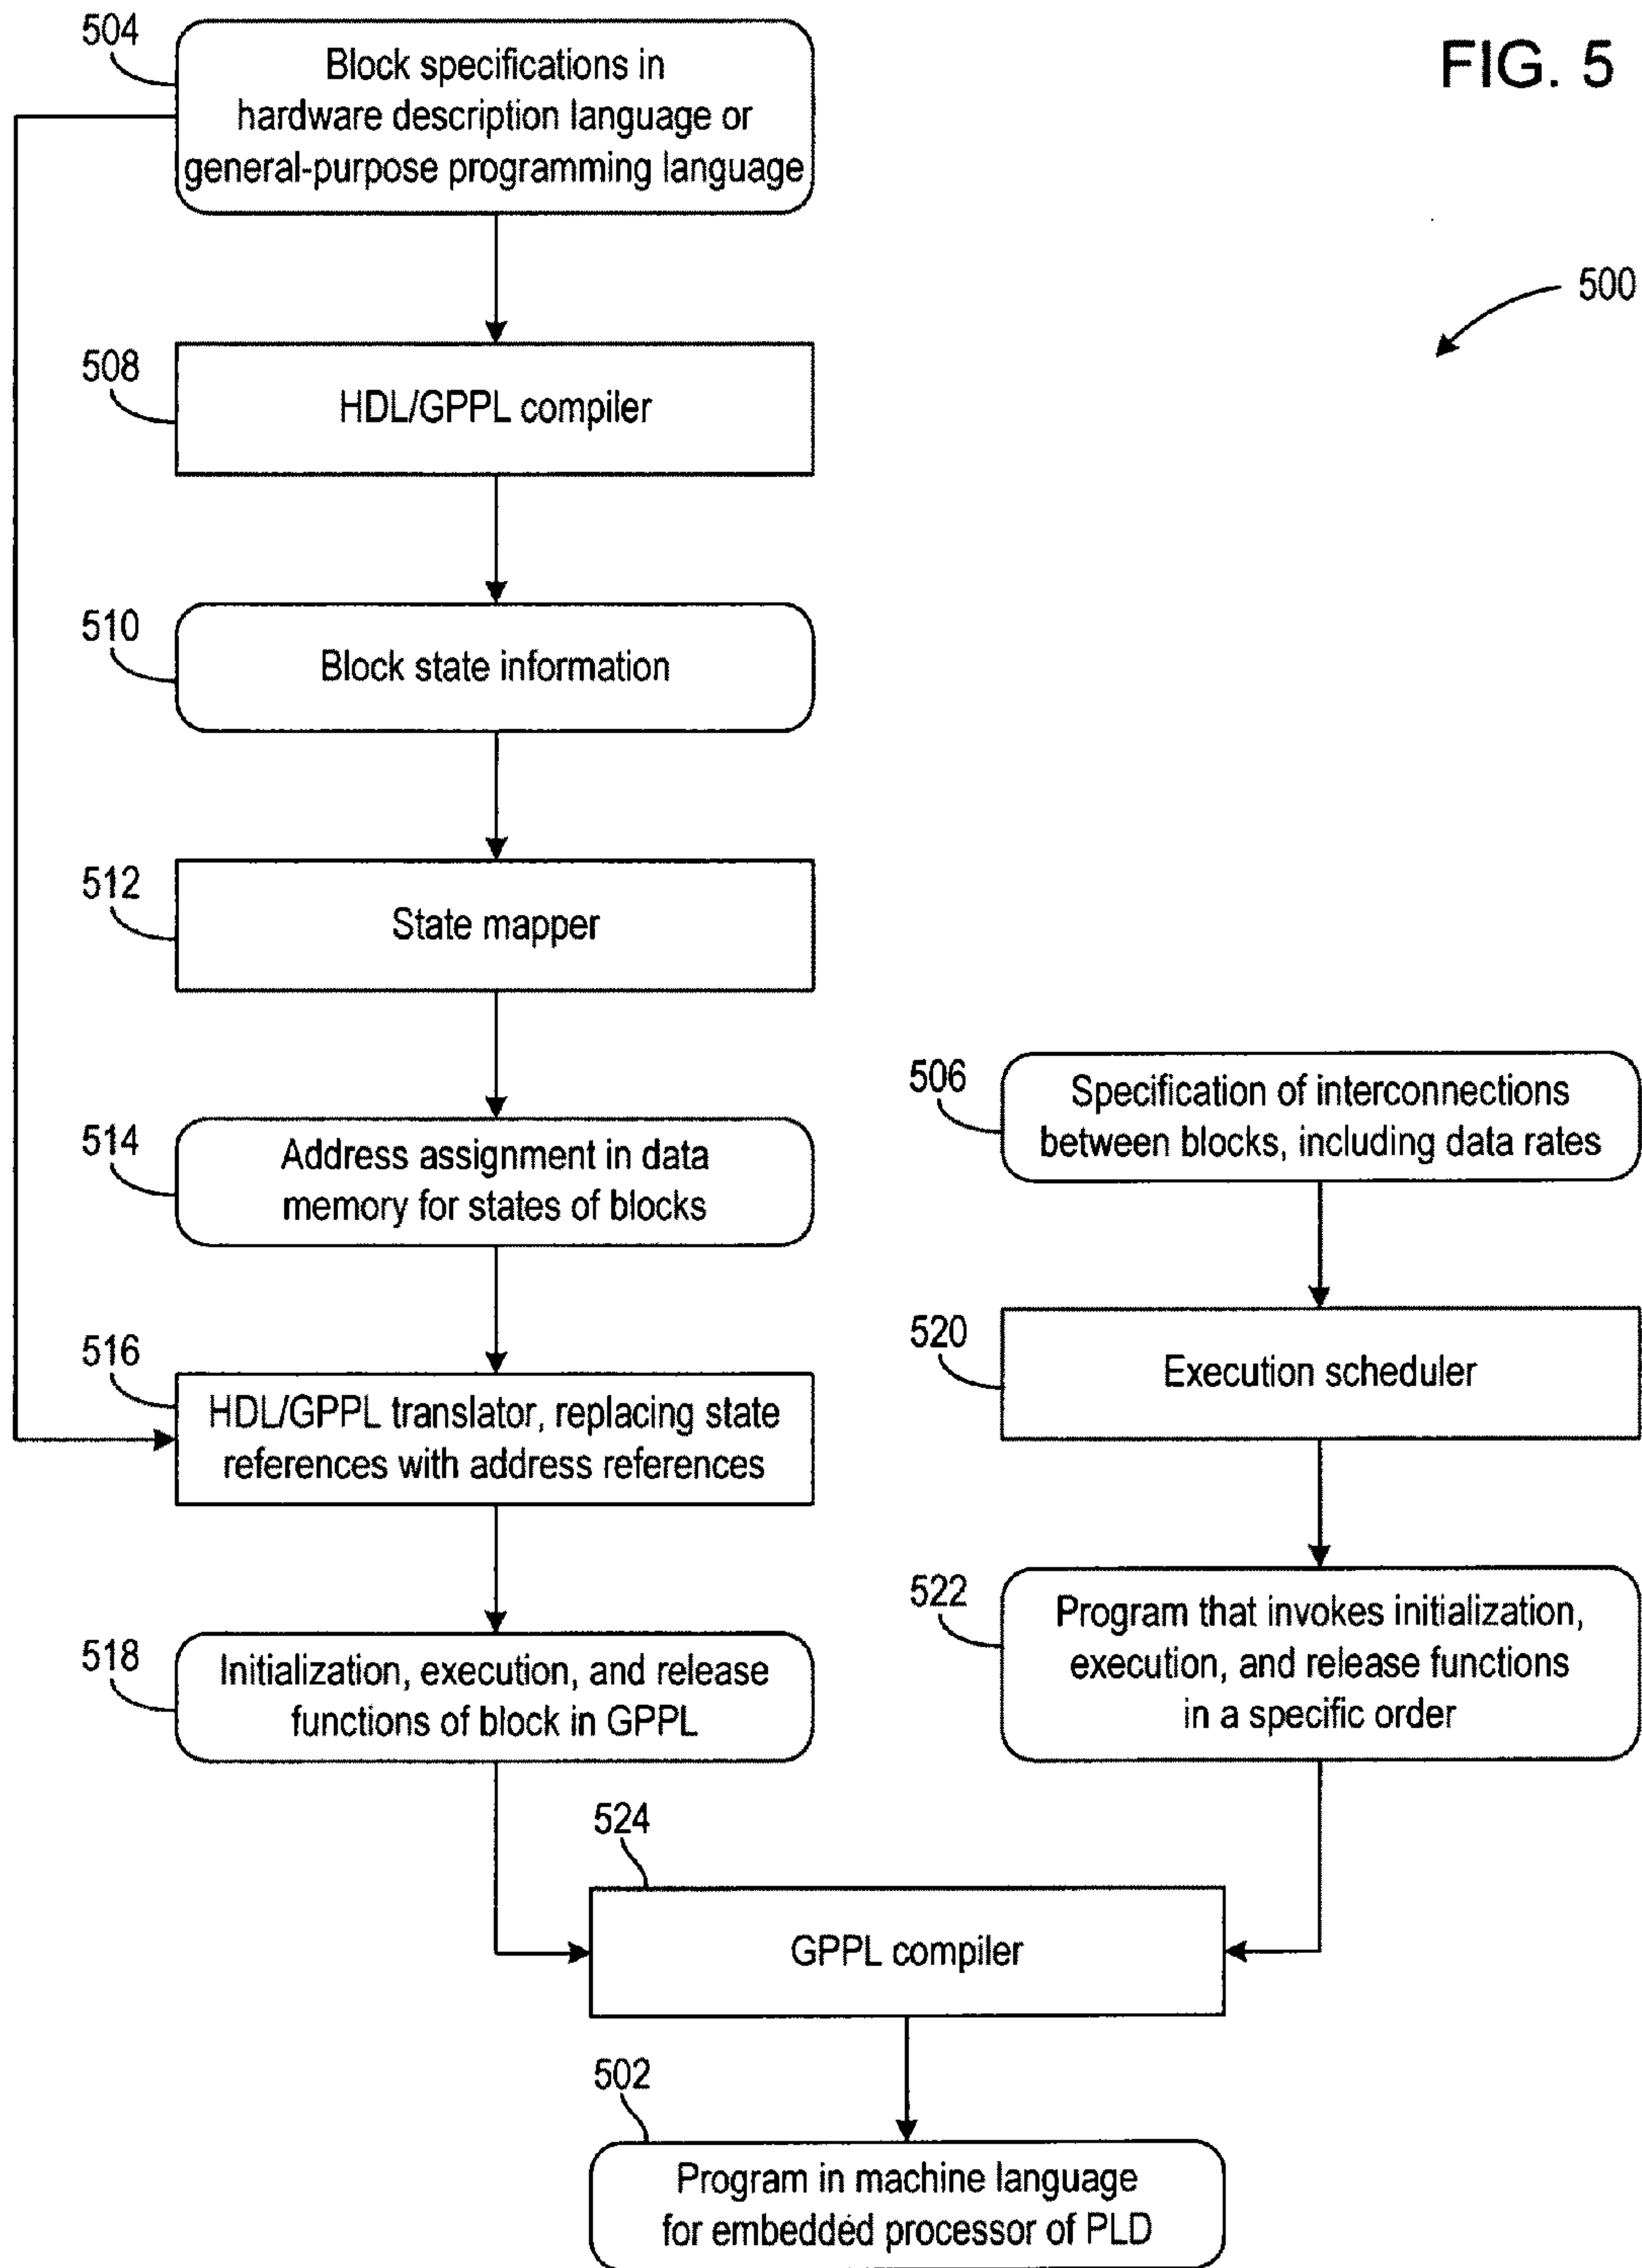 FIG. 5
500
504
Block specifications in
hardware description language or
general-purpose programming language
508
HDL/GPPL compiler
510
Block state information
512
State mapper
514
Address assignment in data
memory for states of blocks
516
HDL/GPPL translator, replacing state
references with address references
518
Initialization, execution, and release
functions of block in GPPL
506
Specification of interconnections
between blocks, including data rates
520
Execution scheduler
522
Program that invokes initialization,
execution, and release functions
in a specific order
524
GPPL compiler
502
Program in machine language
for embedded processor of PLD